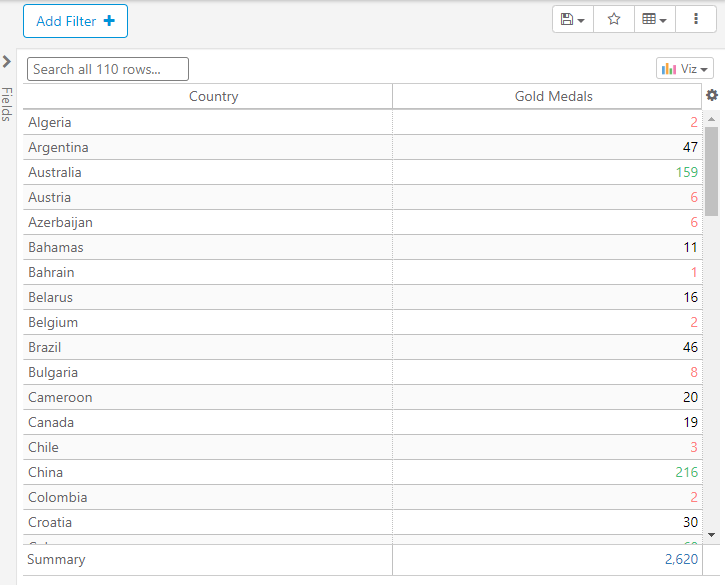 Add Filter +
Fields
Search all 110 rows...
Viz
Country Gold Medals
Algeria 2
Argentina 47
Australia 159
Austria 6
Azerbaijan 6
Bahamas 11
Bahrain 1
Belarus 16
Belgium 2
Brazil 46
Bulgaria 8
Cameroon 20
Canada 19
Chile 3
China 216
Colombia 2
Croatia 30
Summary 2,620